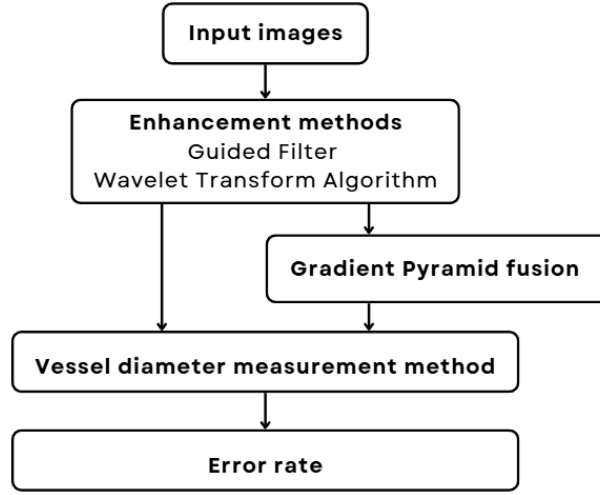 Input images
Enhancement methods
Guided Filter
Wavelet Transform Algorithm
Gradient Pyramid fusion
Vessel diameter measurement method
Error rate